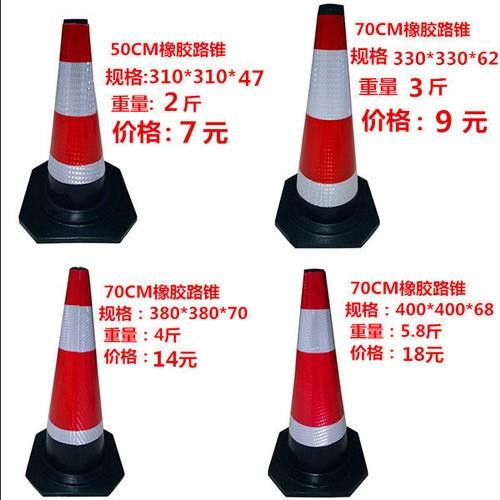 50CM橡胶路锥
规格:310*310*47
重量: 2斤
价格: 7元
70CM橡胶路锥
规格 330*330*62
重量 3斤
价格: 9元
70CM橡胶路锥
规格：380*380*70
重量：4斤
价格：14元
70CM橡胶路锥
规格：400*400*68
重量：5.8斤
价格：18元